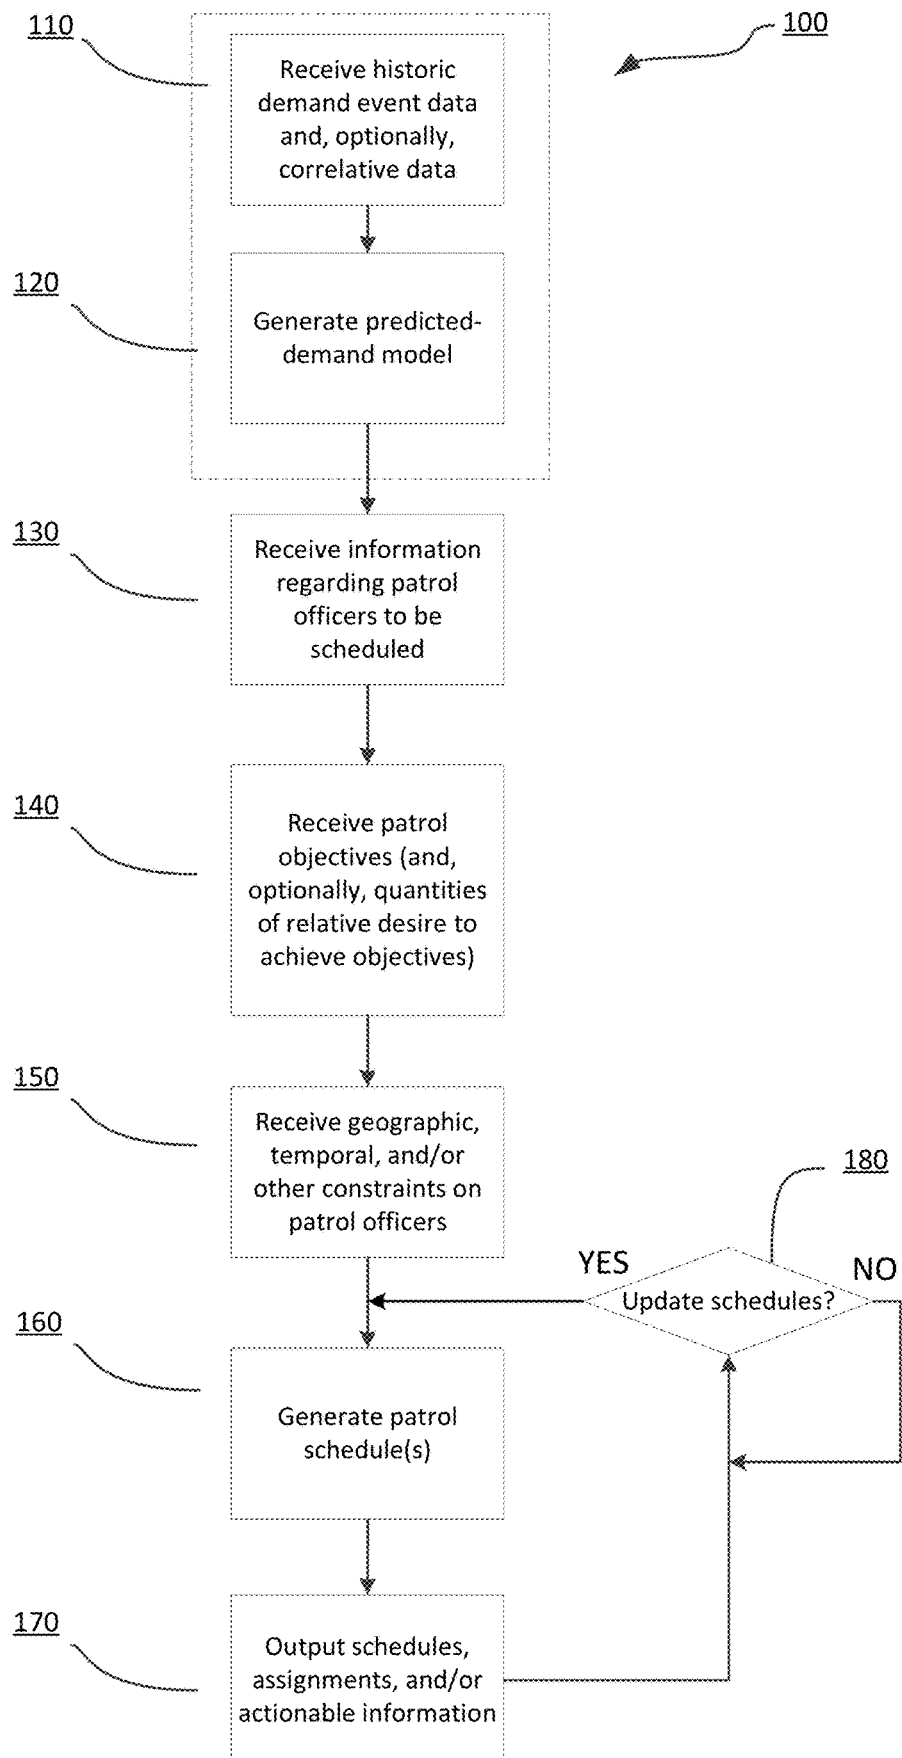 110
100
Receive historic
demand event data
and, optionally,
correlative data
120
Generate predicted-
demand model
130
Receive information
regarding patrol
officers to be
scheduled
140
Receive patrol
objectives (and,
optionally, quantities
of relative desire to
achieve objectives)
150
Receive geographic,
temporal, and/or
other constraints on
patrol officers
180
YES
NO
Update schedules?
160
Generate patrol
schedule(s)
170
Output schedules,
assignments, and/or
actionable information